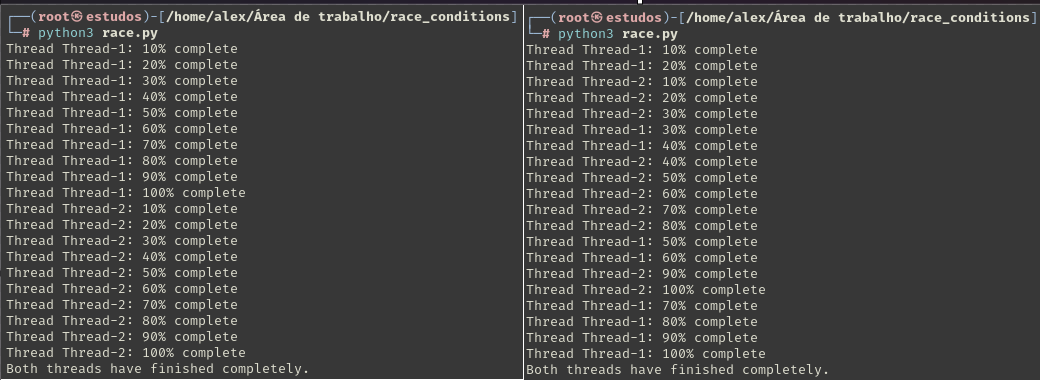 ┌──(root㉿estudos)-[/home/alex/Área de trabalho/race_conditions]
└─# python3 race.py
Thread Thread-1: 10% complete
Thread Thread-1: 20% complete
Thread Thread-1: 30% complete
Thread Thread-1: 40% complete
Thread Thread-1: 50% complete
Thread Thread-1: 60% complete
Thread Thread-1: 70% complete
Thread Thread-1: 80% complete
Thread Thread-1: 90% complete
Thread Thread-1: 100% complete
Thread Thread-2: 10% complete
Thread Thread-2: 20% complete
Thread Thread-2: 30% complete
Thread Thread-2: 40% complete
Thread Thread-2: 50% complete
Thread Thread-2: 60% complete
Thread Thread-2: 70% complete
Thread Thread-2: 80% complete
Thread Thread-2: 90% complete
Thread Thread-2: 100% complete
Both threads have finished completely.
┌──(root㉿estudos)-[/home/alex/Área de trabalho/race_conditions]
└─# python3 race.py
Thread Thread-1: 10% complete
Thread Thread-1: 20% complete
Thread Thread-2: 10% complete
Thread Thread-2: 20% complete
Thread Thread-2: 30% complete
Thread Thread-1: 30% complete
Thread Thread-1: 40% complete
Thread Thread-2: 40% complete
Thread Thread-2: 50% complete
Thread Thread-2: 60% complete
Thread Thread-2: 70% complete
Thread Thread-2: 80% complete
Thread Thread-1: 50% complete
Thread Thread-1: 60% complete
Thread Thread-2: 90% complete
Thread Thread-2: 100% complete
Thread Thread-1: 70% complete
Thread Thread-1: 80% complete
Thread Thread-1: 90% complete
Thread Thread-1: 100% complete
Both threads have finished completely.